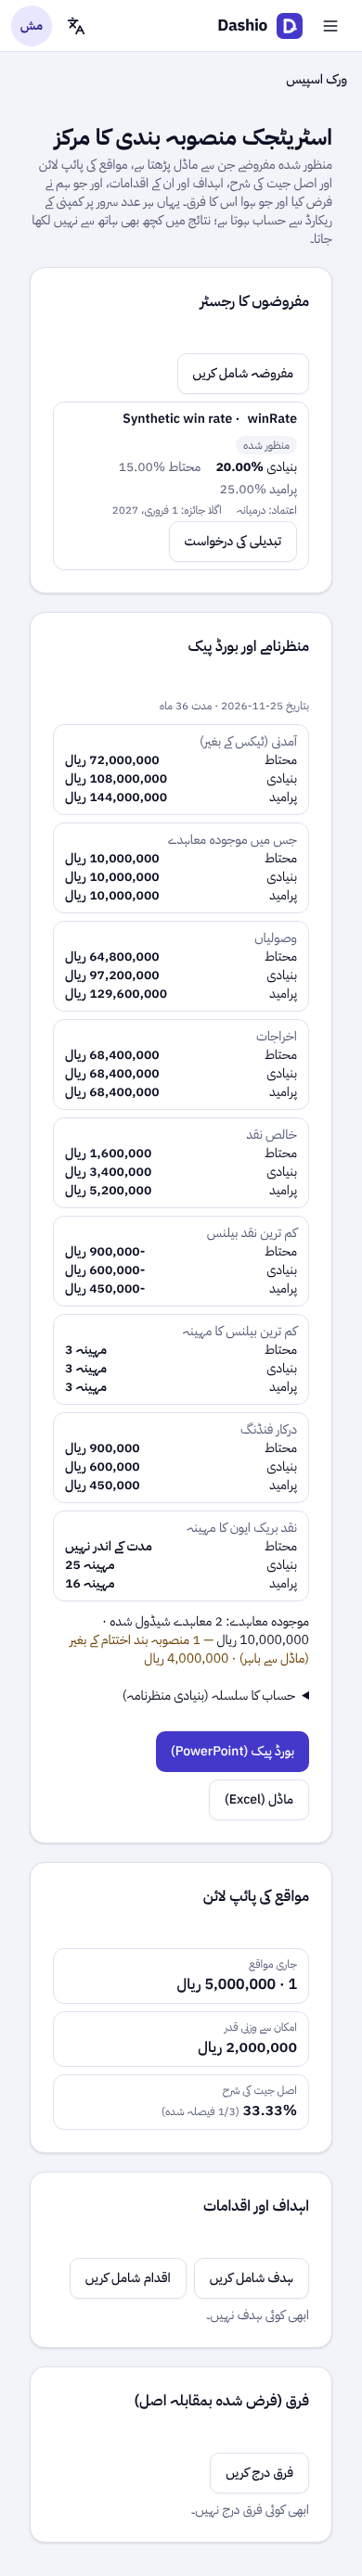 Dashio
مش
ورک اسپیس
اسٹریٹجک منصوبہ بندی کا مرکز
منظور شدہ مفروضے جن سے ماڈل پڑھتا ہے، مواقع کی پائپ لائن
اور اصل جیت کی شرح، اہداف اور ان کے اقدامات، اور جو ہم نے
فرض کیا اور جو ہوا اس کا فرق۔ یہاں ہر عدد سرور پر کمپنی کے
ریکارڈ سے حساب ہوتا ہے؛ نتائج میں کچھ بھی ہاتھ سے نہیں لکھا
جاتا۔
مفروضوں کا رجسٹر
مفروضہ شامل کریں
Synthetic win rate · winRate
منظور شدہ
بنیادی 20.00% محتاط 15.00%
پرامید 25.00%
اعتماد: درمیانہ اگلا جائزہ: 1 فروری، 2027
تبدیلی کی درخواست
منظرنامے اور بورڈ پیک
بتاریخ 25-11-2026 · مدت 36 ماہ
آمدنی (ٹیکس کے بغیر)
محتاط 72,000,000 ریال
بنیادی 108,000,000 ریال
پرامید 144,000,000 ریال
جس میں موجودہ معاہدے
محتاط 10,000,000 ریال
بنیادی 10,000,000 ریال
پرامید 10,000,000 ریال
وصولیاں
محتاط 64,800,000 ریال
بنیادی 97,200,000 ریال
پرامید 129,600,000 ریال
اخراجات
محتاط 68,400,000 ریال
بنیادی 68,400,000 ریال
پرامید 68,400,000 ریال
خالص نقد
محتاط 1,600,000 ریال
بنیادی 3,400,000 ریال
پرامید 5,200,000 ریال
کم ترین نقد بیلنس
محتاط -900,000 ریال
بنیادی -600,000 ریال
پرامید -450,000 ریال
کم ترین بیلنس کا مہینہ
محتاط مہینہ 3
بنیادی مہینہ 3
پرامید مہینہ 3
درکار فنڈنگ
محتاط 900,000 ریال
بنیادی 600,000 ریال
پرامید 450,000 ریال
نقد بریک ایون کا مہینہ
محتاط مدت کے اندر نہیں
بنیادی مہینہ 25
پرامید مہینہ 16
موجودہ معاہدے: 2 معاہدے شیڈول شدہ ·
10,000,000 ریال — 1 منصوبہ بند اختتام کے بغیر
(ماڈل سے باہر) · 4,000,000 ریال
حساب کا سلسلہ (بنیادی منظرنامہ)
بورڈ پیک (PowerPoint)
ماڈل (Excel)
مواقع کی پائپ لائن
جاری مواقع
1 · 5,000,000 ریال
امکان سے وزنی قدر
2,000,000 ریال
اصل جیت کی شرح
33.33% (1/3 فیصلہ شدہ)
اہداف اور اقدامات
ہدف شامل کریں
اقدام شامل کریں
ابھی کوئی ہدف نہیں۔
فرق (فرض شدہ بمقابلہ اصل)
فرق درج کریں
ابھی کوئی فرق درج نہیں۔